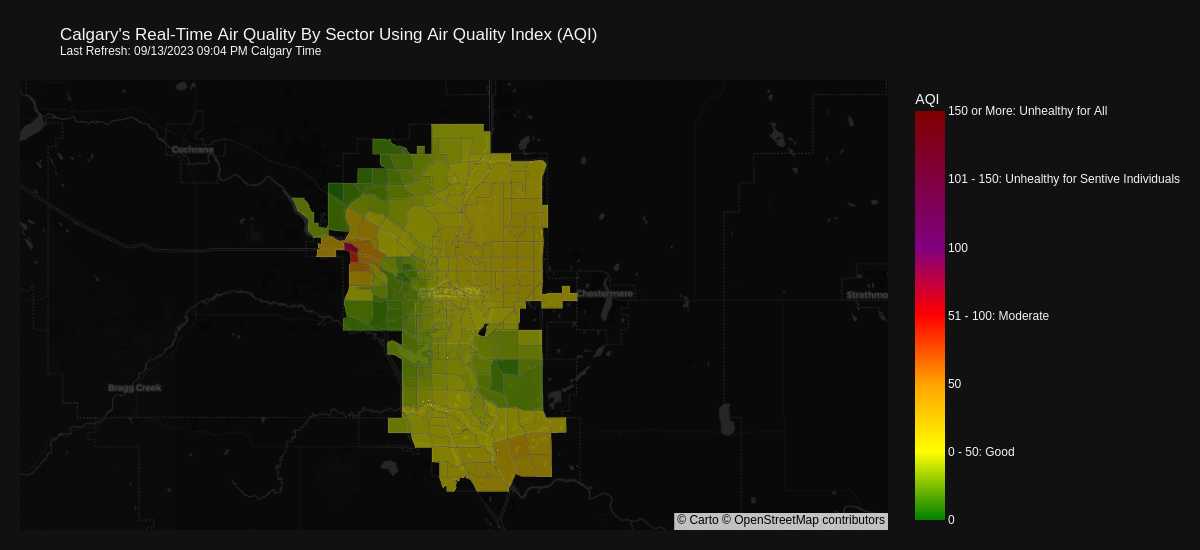 Calgary's Real-Time Air Quality By Sector Using Air Quality Index (AQI)
Last Refresh: 09/13/2023 09:04 PM Calgary Time
AQI
150 or More: Unhealthy for All
101 - 150: Unhealthy for Sentive Individuals
100
51 - 100: Moderate
50
0 - 50: Good
0
Cochrane
CALGARY
Chestermere
Strathmo
Bragg Creek
© Carto © OpenStreetMap contributors